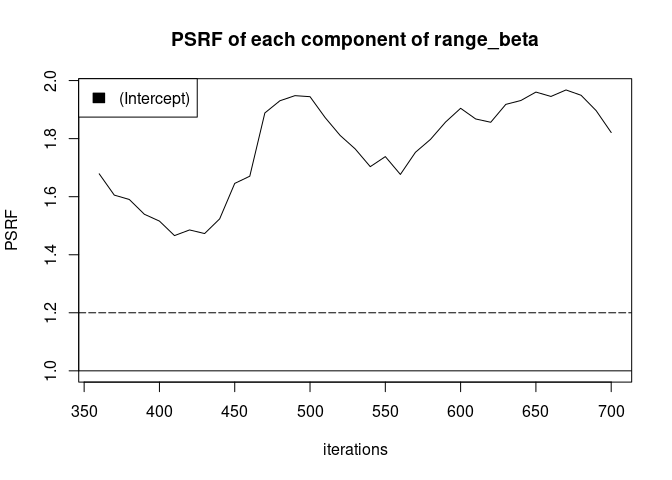 PSRF of each component of range_beta
(Intercept)
PSRF
2.0
1.8
1.6
1.4
1.2
1.0
350 400 450 500 550 600 650 700
iterations